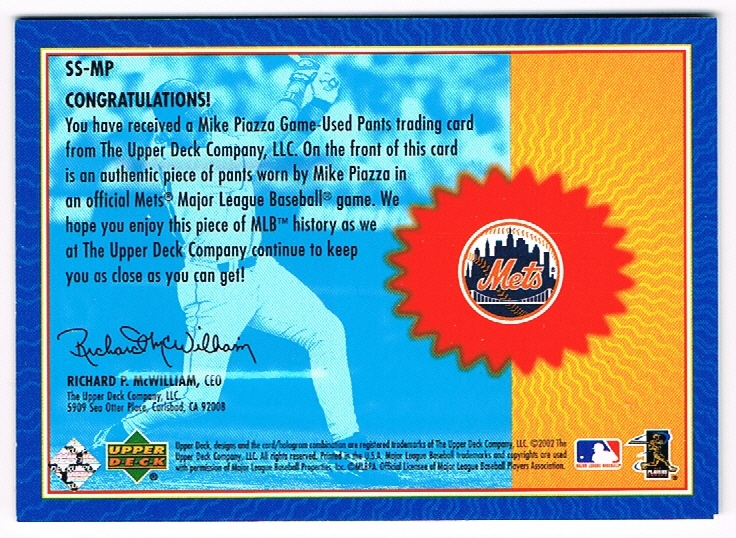 SS-MP
CONGRATULATIONS!
You have received a Mike Piazza Game-Used Pants trading card
from The Upper Deck Company, LLC. On the front of this card
is an authentic piece of pants worn by Mike Piazza in
an official Mets® Major League Baseball® game. We
hope you enjoy this piece of MLB™ history as we
at The Upper Deck Company continue to keep
you as close as you can get!
Mets
Richard McWilliam
RICHARD P. McWILLIAM, CEO
The Upper Deck Company, LLC.
5909 Sea Otter Place, Carlsbad, CA 92008
UPPER
DECK
Upper Deck, designs and the card/hologram combination are registered trademarks of The Upper Deck Company, LLC. ©2002 The
Upper Deck Company, LLC. All rights reserved. Printed in the U.S.A. Major League Baseball trademarks and copyrights are used
with permission of Major League Baseball Properties, Inc. ©MLBPA. Official Licensee of Major League Baseball Players Association.
MAJOR LEAGUE BASEBALL
PLAYERS